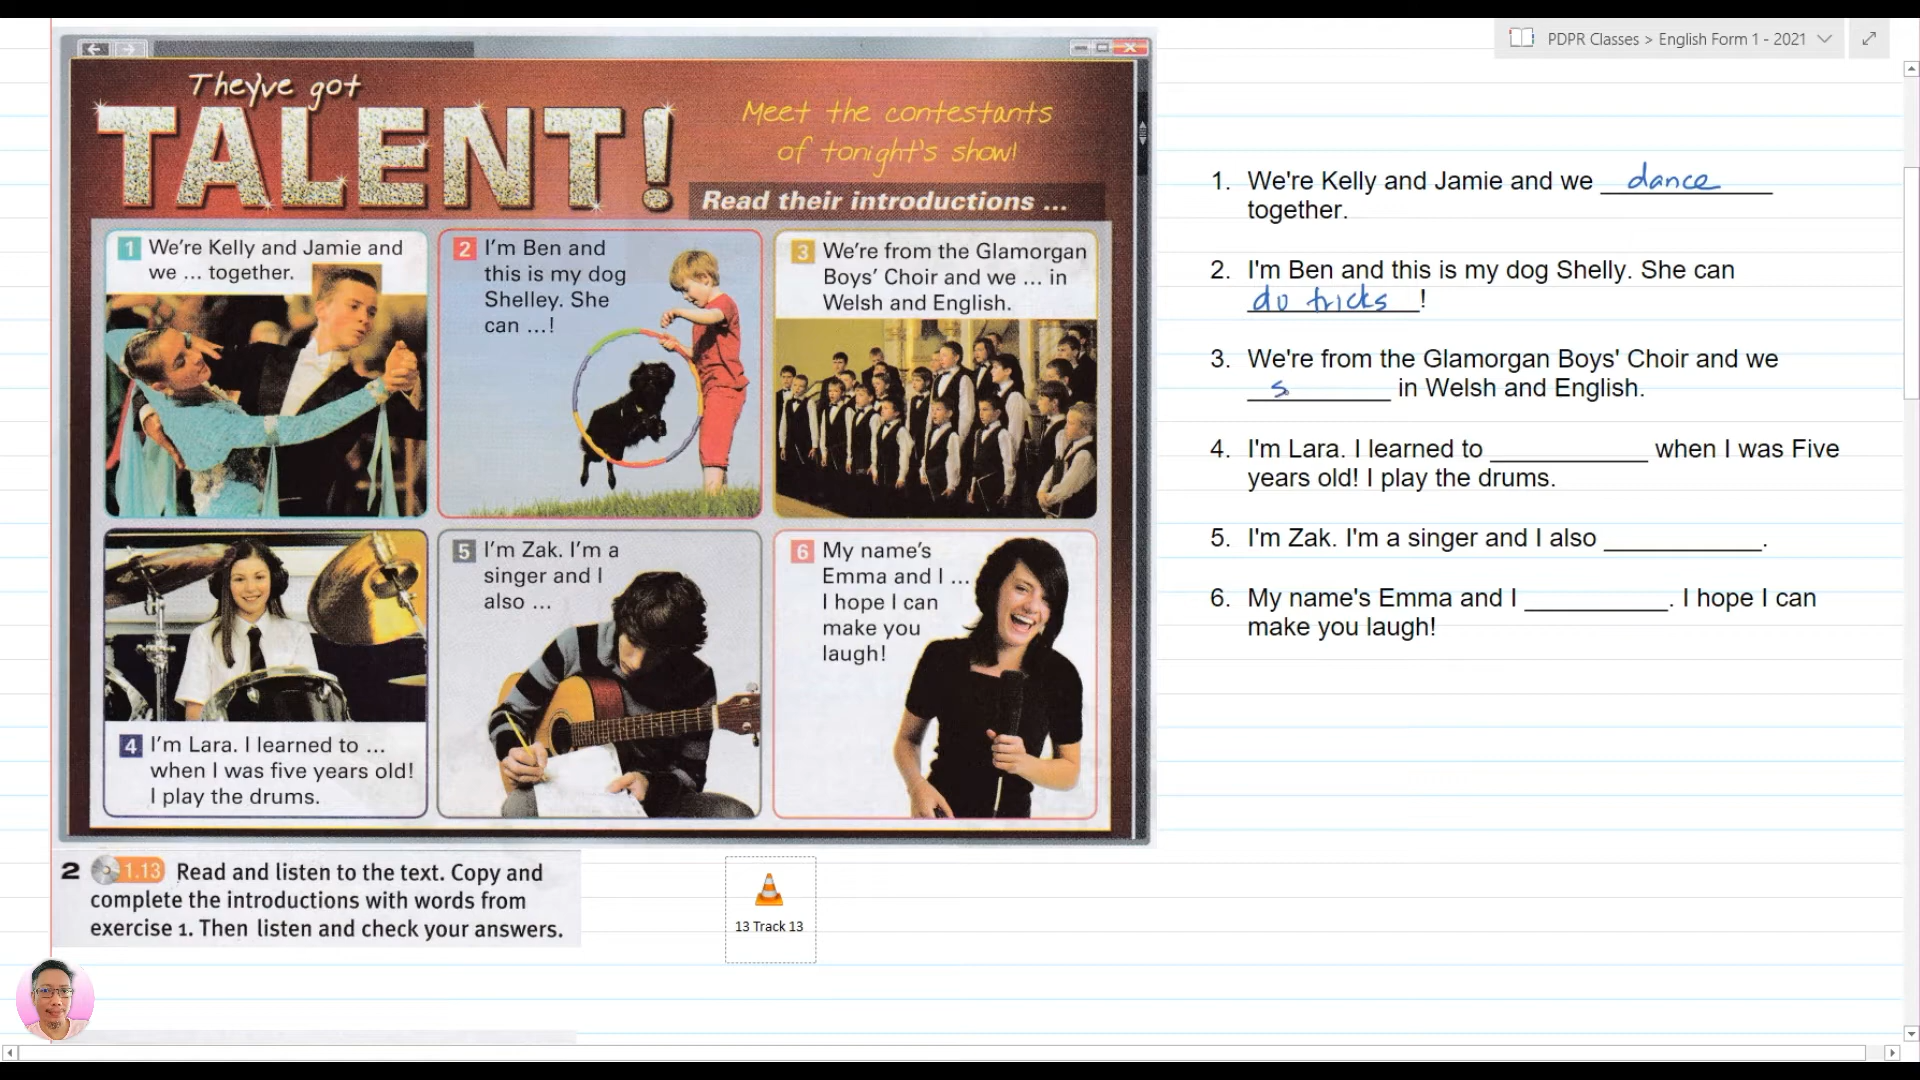 PDPR Classes > English Form 1 - 2021
They've got
TALENT!
Meet the contestants
of tonight's show!
Read their introductions ...
1 We're Kelly and Jamie and
we ... together.
2 I'm Ben and
this is my dog
Shelley. She
can ...!
3 We're from the Glamorgan
Boys' Choir and we ... in
Welsh and English.
4 I'm Lara. I learned to ...
when I was five years old!
I play the drums.
5 I'm Zak. I'm a
singer and I
also ...
6 My name's
Emma and I ...
I hope I can
make you
laugh!
2 1.13 Read and listen to the text. Copy and
complete the introductions with words from
exercise 1. Then listen and check your answers.
13 Track 13
1. We're Kelly and Jamie and we dance
together.
2. I'm Ben and this is my dog Shelly. She can
do tricks!
3. We're from the Glamorgan Boys' Choir and we
s in Welsh and English.
4. I'm Lara. I learned to ____________ when I was Five
years old! I play the drums.
5. I'm Zak. I'm a singer and I also ____________.
6. My name's Emma and I ___________. I hope I can
make you laugh!